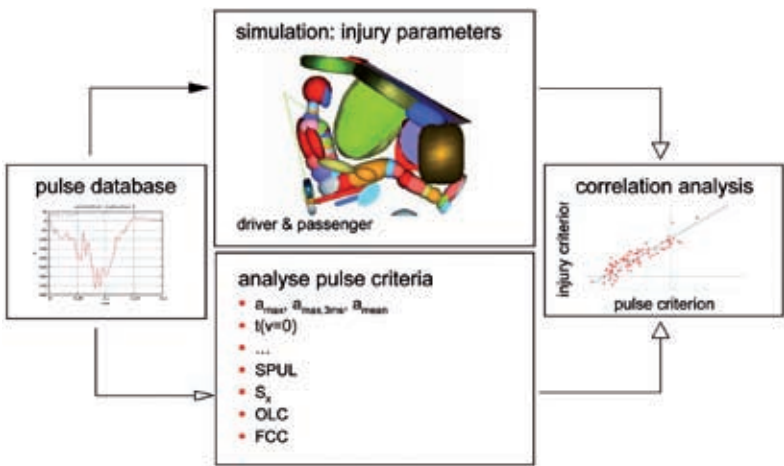 simulation: injury parameters
driver & passenger
pulse database
analyse pulse criteria
• a_max, a_max,3ms, a_mean
• t(v=0)
• ...
• SPUL
• S_x
• OLC
• FCC
correlation analysis
injury criterior
pulse criterion